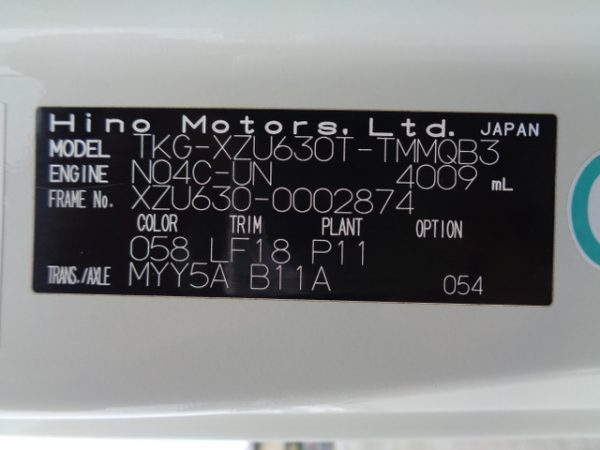 Hino Motors, Ltd. JAPAN
MODEL TKG-XZU630T-TMMQB3
ENGINE N04C-UN 4009 mL
FRAME No. XZU630-0002874
COLOR TRIM PLANT OPTION
058 LF18 P11
TRANS./AXLE MYY5A B11A 054